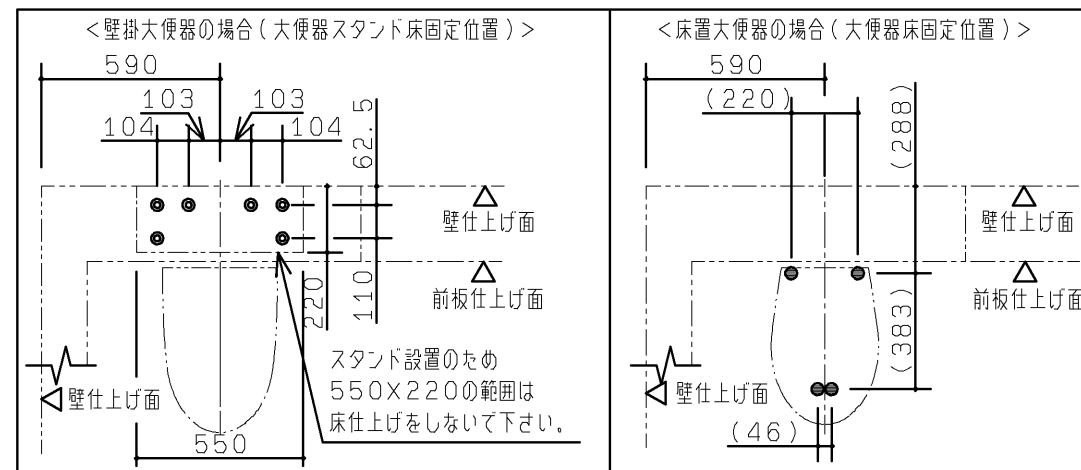 <壁掛大便器の場合(大便器スタンド床固定位置)>
590
103 103
104 104
62.5
壁仕上げ面
前板仕上げ面
220
110
スタンド設置のため
550X220の範囲は
床仕上げをしないで下さい。
壁仕上げ面
550
<床置大便器の場合(大便器床固定位置)>
590
(220)
(288)
壁仕上げ面
前板仕上げ面
(383)
壁仕上げ面
(46)